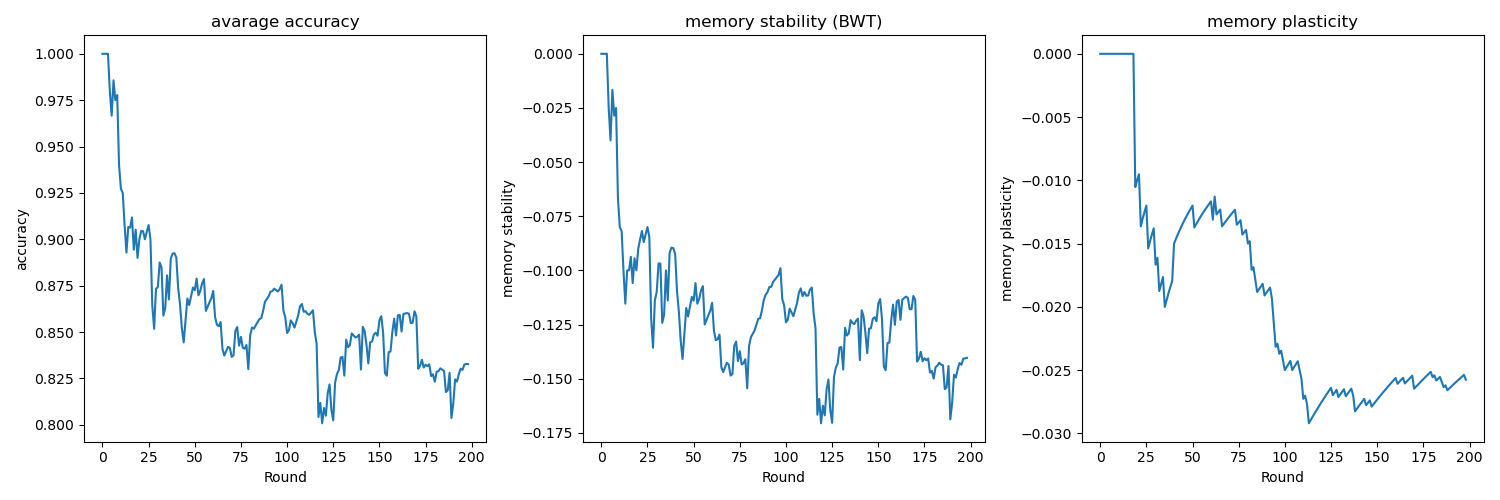 avarage accuracy
1.000
0.975
0.950
0.925
0.900
0.875
0.850
0.825
0.800
accuracy
0 25 50 75 100 125 150 175 200
Round
memory stability (BWT)
0.000
−0.025
−0.050
−0.075
−0.100
−0.125
−0.150
−0.175
memory stability
0 25 50 75 100 125 150 175 200
Round
memory plasticity
0.000
−0.005
−0.010
−0.015
−0.020
−0.025
−0.030
memory plasticity
0 25 50 75 100 125 150 175 200
Round